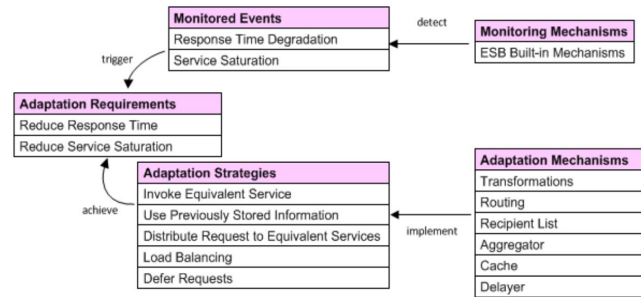 Monitored Events
Response Time Degradation
Service Saturation
detect
Monitoring Mechanisms
ESB Built-in Mechanisms
trigger
Adaptation Requirements
Reduce Response Time
Reduce Service Saturation
achieve
Adaptation Strategies
Invoke Equivalent Service
Use Previously Stored Information
Distribute Request to Equivalent Services
Load Balancing
Defer Requests
implement
Adaptation Mechanisms
Transformations
Routing
Recipient List
Aggregator
Cache
Delayer